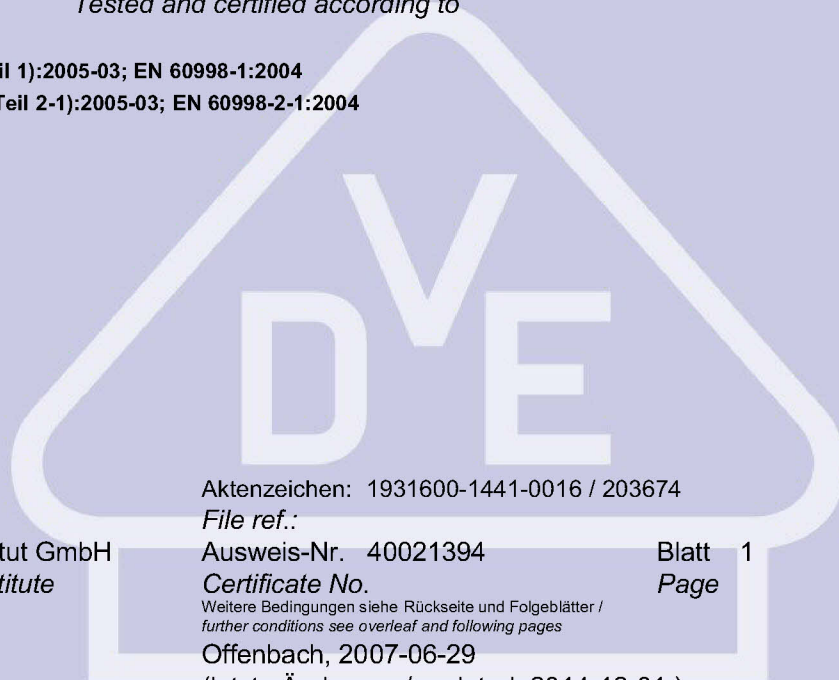 Tested and certified according to
il 1):2005-03; EN 60998-1:2004
Teil 2-1):2005-03; EN 60998-2-1:2004
VDE
Aktenzeichen: 1931600-1441-0016 / 203674
File ref.:
tut GmbH Ausweis-Nr. 40021394 Blatt 1
titute Certificate No. Page
Weitere Bedingungen siehe Rückseite und Folgeblätter /
further conditions see overleaf and following pages
Offenbach, 2007-06-29